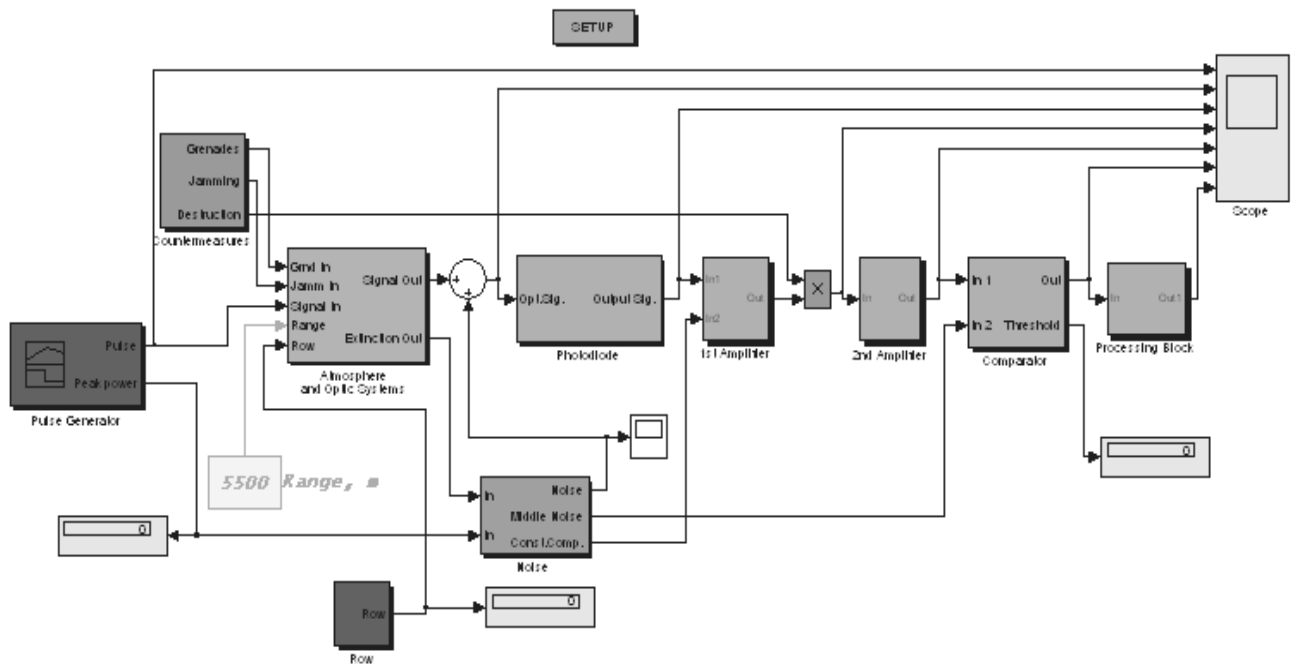 SETUP
Grenades
Jamming
Destruction
Countermeasures
Scope
Grnd In
Jamm In
Signal In
Range
Row
Signal Out
Extinction Out
Atmosphere
and Optic Systems
Opt.Sig.
Output Sig.
Photodiode
In1
In2
Out
1st Amplifier
×
In
Out
2nd Amplifier
In 1
In 2
Out
Threshold
Comparator
In
Out1
Processing Block
Pulse
Peak power
Pulse Generator
5500 Range, m
0
In
In
Noise
Middle Noise
Const.Comp.
Noise
0
0
Row
Row